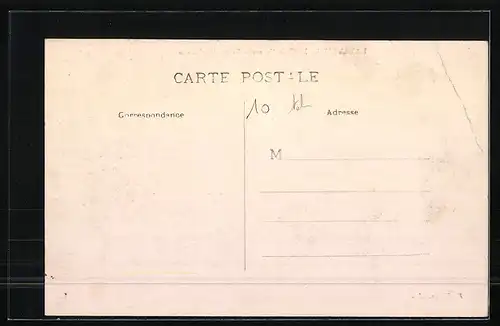 CARTE POSTALE
Correspondance
10
Adresse
M